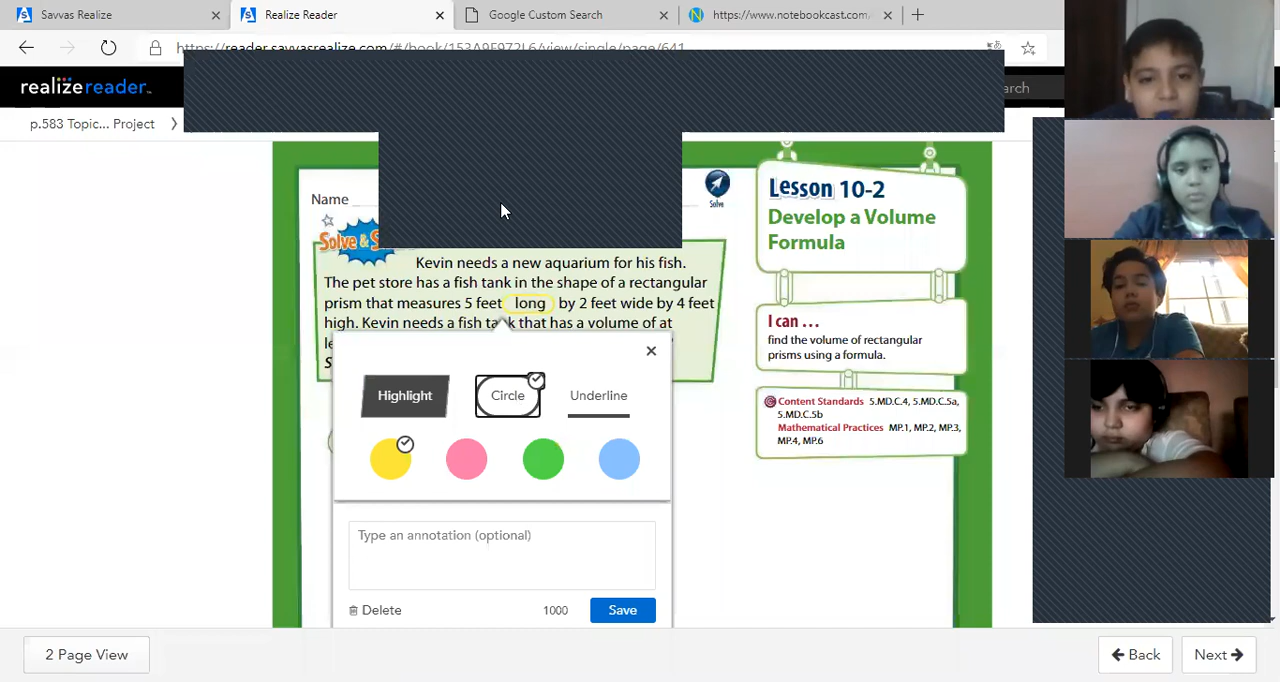 Savvas Realize
Realize Reader
Google Custom Search
https://www.notebookcast.com/
https://reader.savvasrealize.com/#/book/153A9F972L6/view/single/page/641
realizereader
arch
p.583 Topic... Project
Name
Solve
Lesson 10-2
Develop a Volume
Formula
Solve &
Kevin needs a new aquarium for his fish.
The pet store has a fish tank in the shape of a rectangular
prism that measures 5 feet long by 2 feet wide by 4 feet
high. Kevin needs a fish tank that has a volume of at
I can ...
find the volume of rectangular
prisms using a formula.
Highlight
Circle
Underline
Content Standards 5.MD.C.4, 5.MD.C.5a,
5.MD.C.5b
Mathematical Practices MP.1, MP.2, MP.3,
MP.4, MP.6
Type an annotation (optional)
Delete
1000
Save
2 Page View
Back
Next